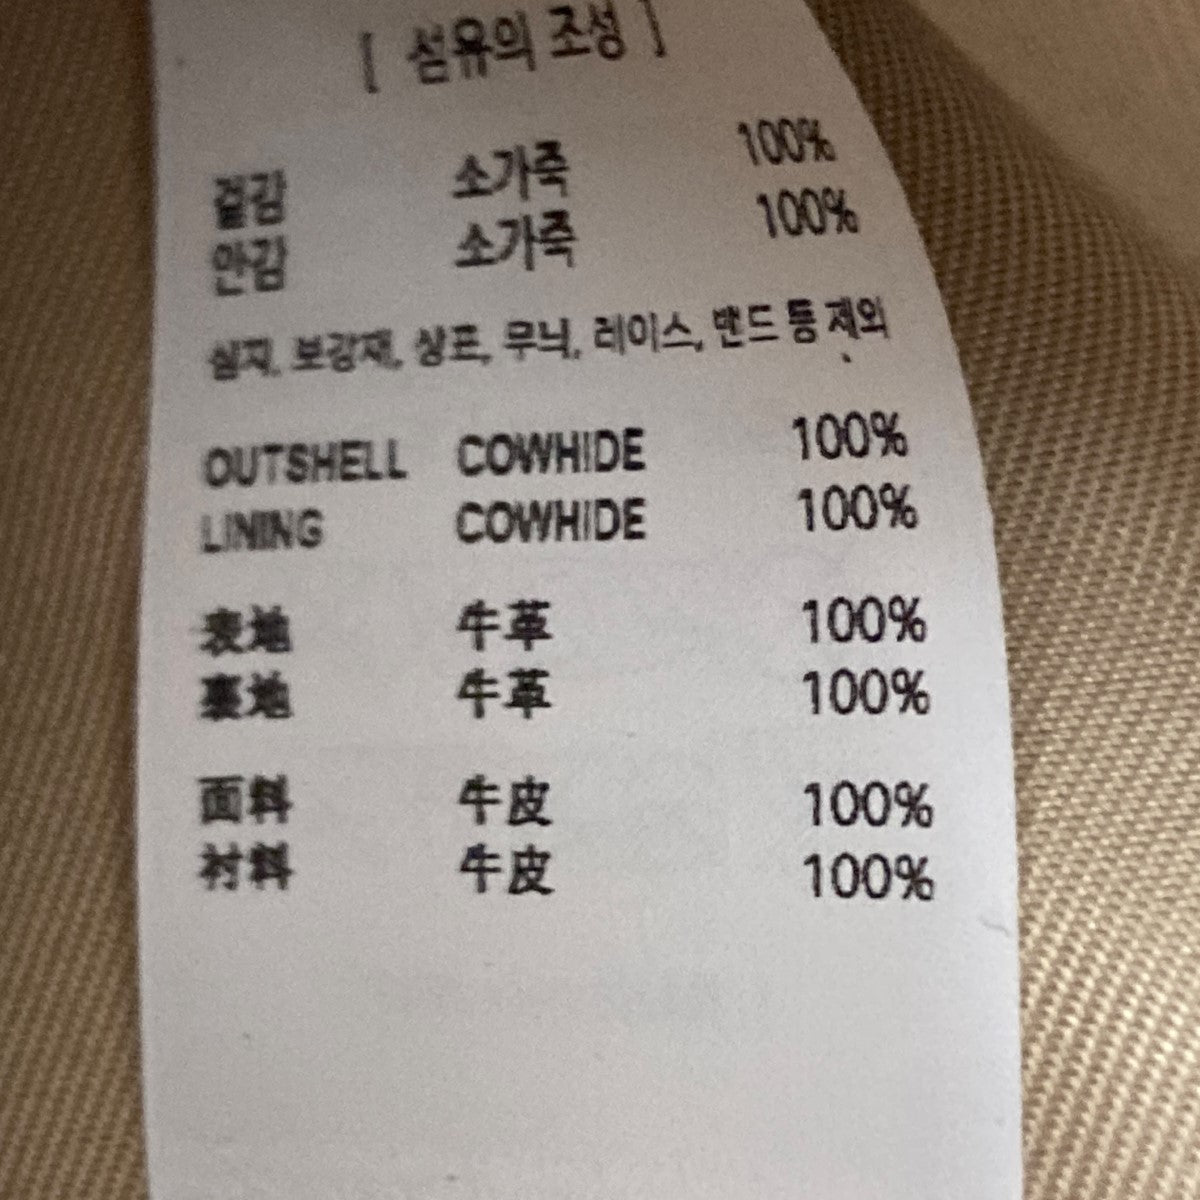 [ 섬유의 조성 ]
겉감 소가죽 100%
안감 소가죽 100%
심지, 보강재, 상표, 무늬, 레이스, 밴드 등 제외
OUTSHELL COWHIDE 100%
LINING COWHIDE 100%
表地 牛革 100%
裏地 牛革 100%
面料 牛皮 100%
衬料 牛皮 100%